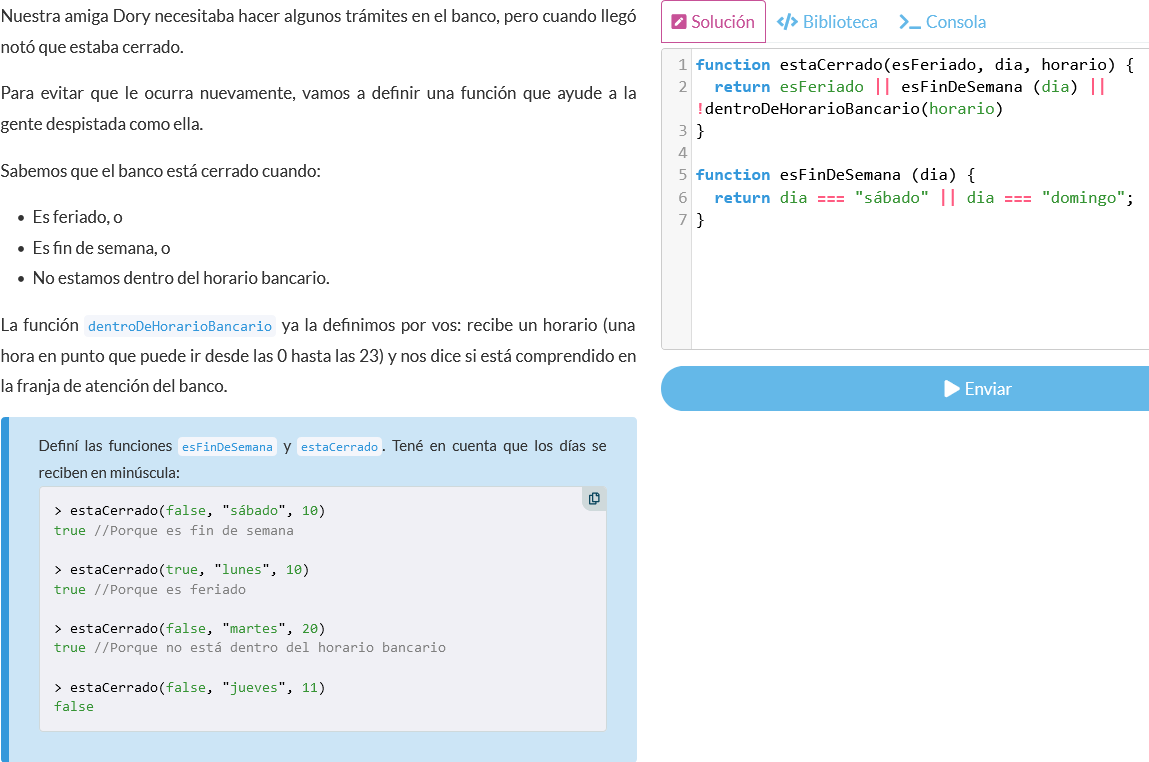 Nuestra amiga Dory necesitaba hacer algunos trámites en el banco, pero cuando llegó
notó que estaba cerrado.
Para evitar que le ocurra nuevamente, vamos a definir una función que ayude a la
gente despistada como ella.
Sabemos que el banco está cerrado cuando:
• Es feriado, o
• Es fin de semana, o
• No estamos dentro del horario bancario.
La función dentroDeHorarioBancario ya la definimos por vos: recibe un horario (una
hora en punto que puede ir desde las 0 hasta las 23) y nos dice si está comprendido en
la franja de atención del banco.
Definí las funciones esFinDeSemana y estaCerrado. Tené en cuenta que los días se
reciben en minúscula:
> estaCerrado(false, "sábado", 10)
true //Porque es fin de semana
> estaCerrado(true, "lunes", 10)
true //Porque es feriado
> estaCerrado(false, "martes", 20)
true //Porque no está dentro del horario bancario
> estaCerrado(false, "jueves", 11)
false
Solución </> Biblioteca >_ Consola
1 function estaCerrado(esFeriado, dia, horario) {
2   return esFeriado || esFinDeSemana (dia) ||
!dentroDeHorarioBancario(horario)
3 }
4
5 function esFinDeSemana (dia) {
6   return dia === "sábado" || dia === "domingo";
7 }
Enviar